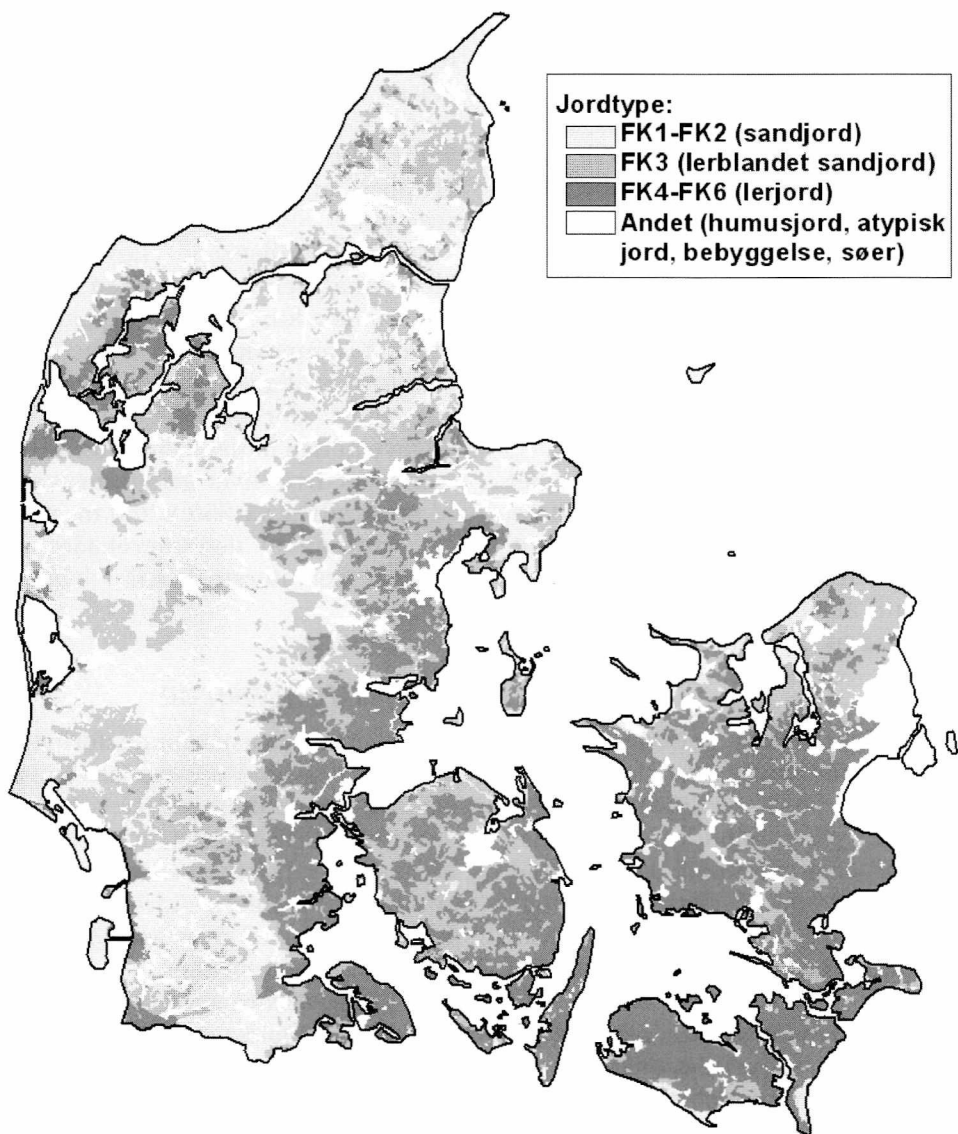 Jordtype:
FK1-FK2 (sandjord)
FK3 (lerblandet sandjord)
FK4-FK6 (lerjord)
Andet (humusjord, atypisk
jord, bebyggelse, søer)